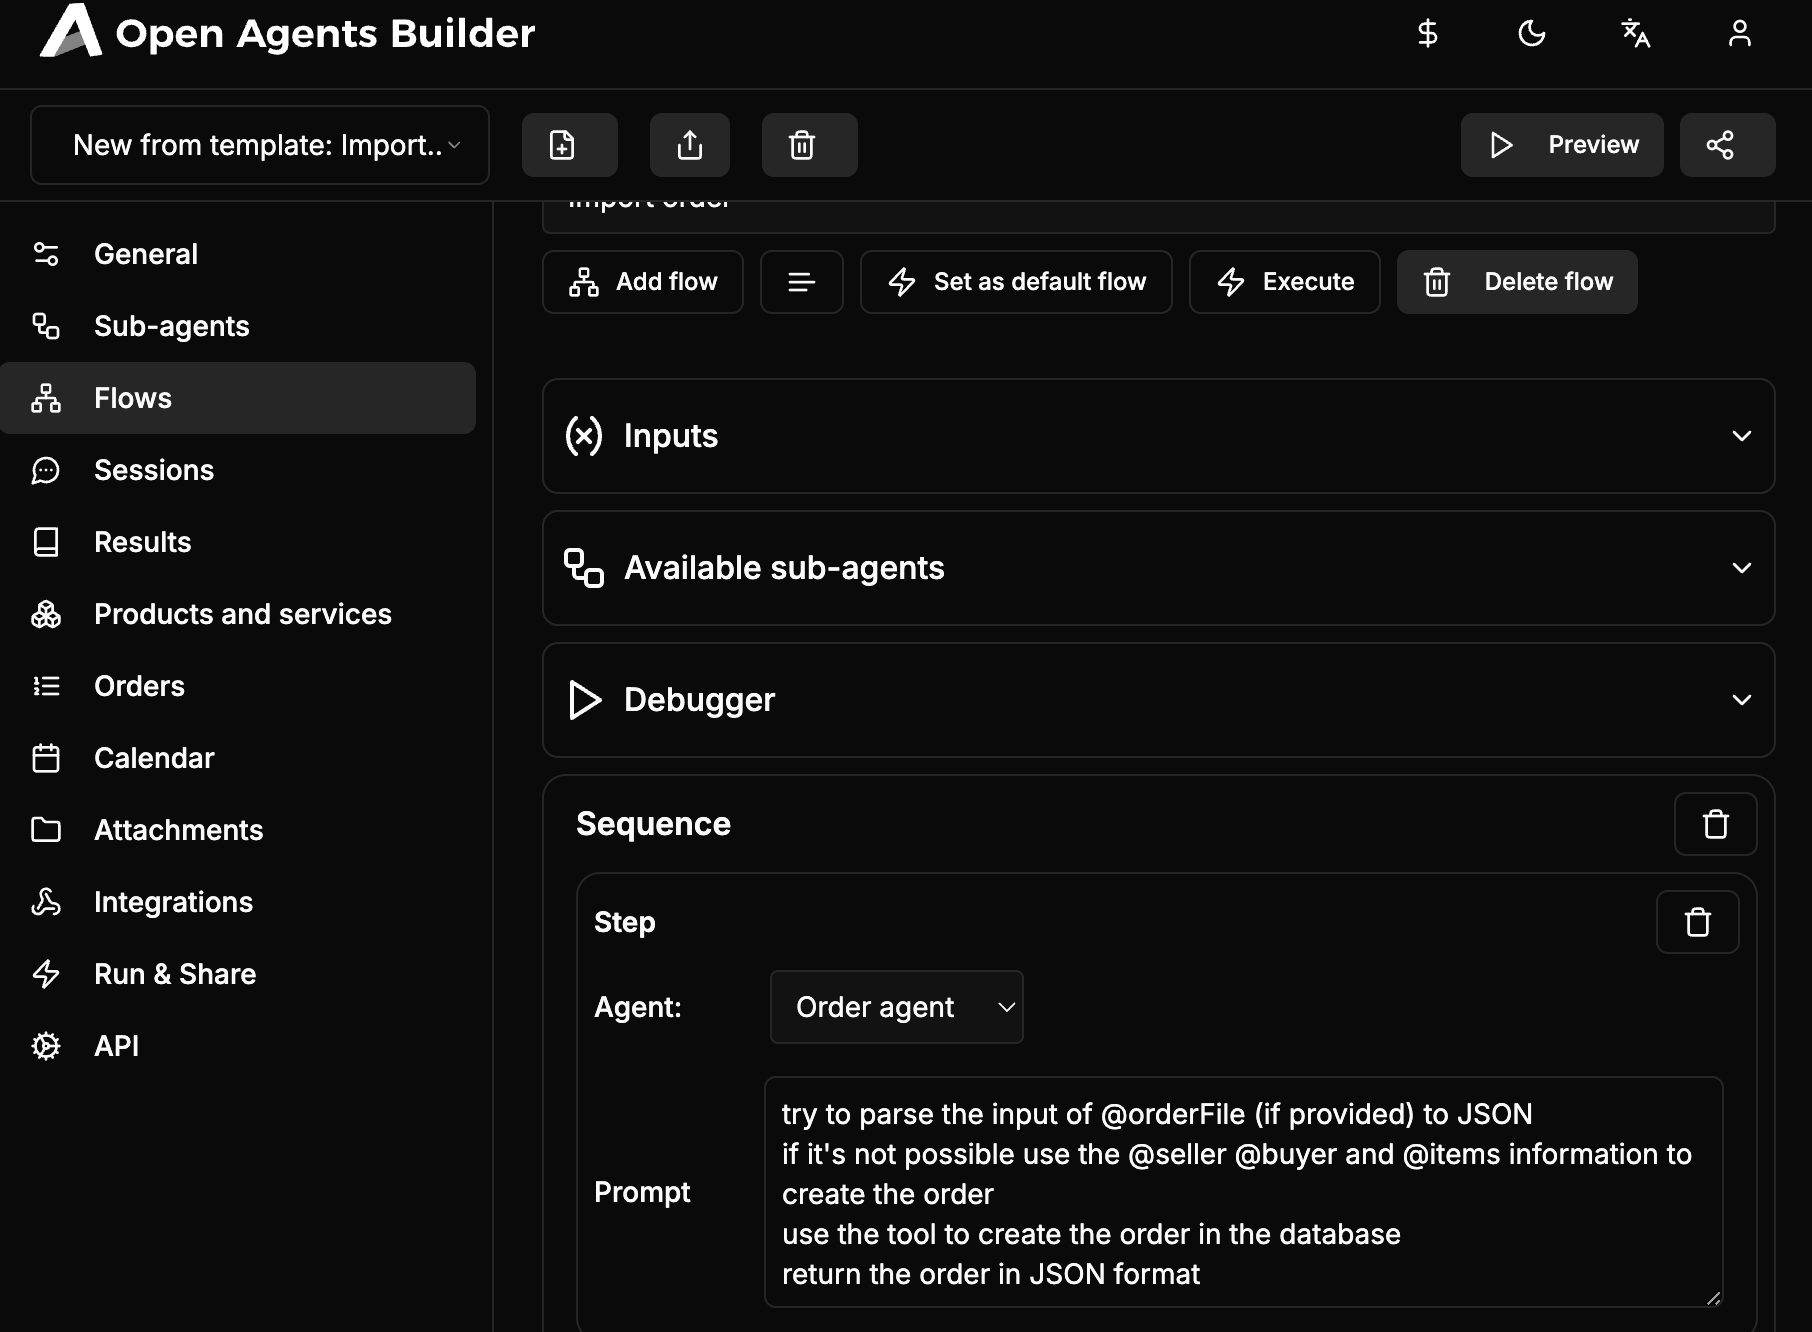 Open Agents Builder
New from template: Import..
Preview
General
Sub-agents
Flows
Sessions
Results
Products and services
Orders
Calendar
Attachments
Integrations
Run & Share
API
Import order
Add flow
Set as default flow
Execute
Delete flow
Inputs
Available sub-agents
Debugger
Sequence
Step
Agent:
Order agent
Prompt
try to parse the input of @orderFile (if provided) to JSON
if it's not possible use the @seller @buyer and @items information to
create the order
use the tool to create the order in the database
return the order in JSON format